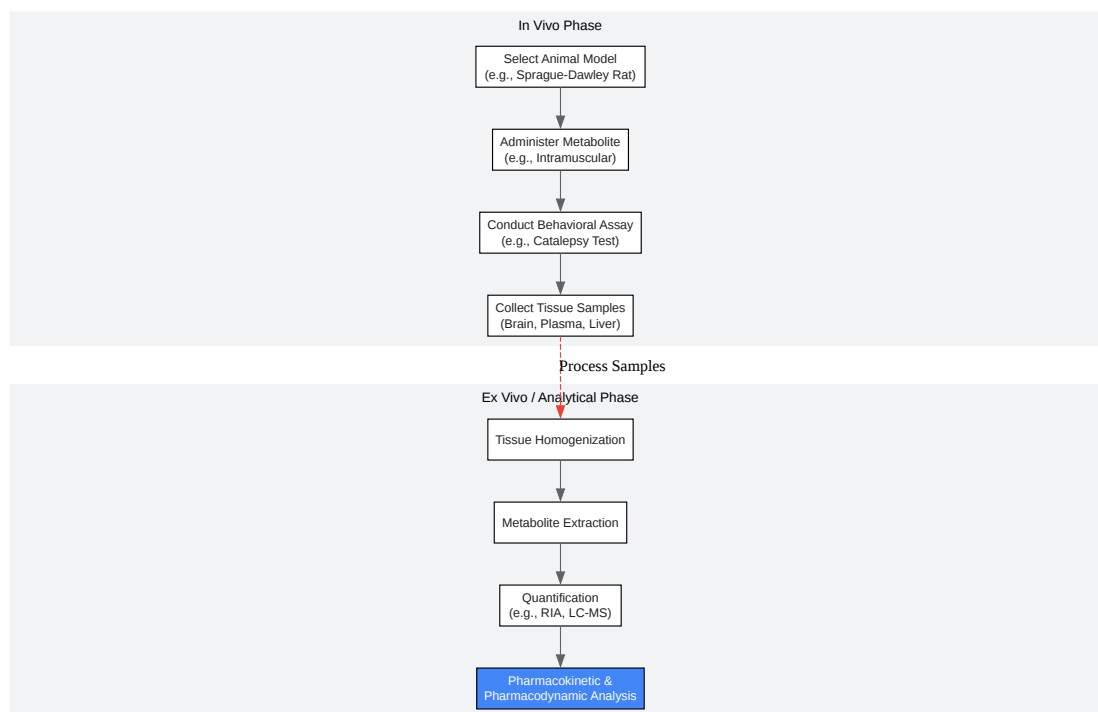 In Vivo Phase
Select Animal Model
(e.g., Sprague-Dawley Rat)
Administer Metabolite
(e.g., Intramuscular)
Conduct Behavioral Assay
(e.g., Catalepsy Test)
Collect Tissue Samples
(Brain, Plasma, Liver)
Process Samples
Ex Vivo / Analytical Phase
Tissue Homogenization
Metabolite Extraction
Quantification
(e.g., RIA, LC-MS)
Pharmacokinetic &
Pharmacodynamic Analysis